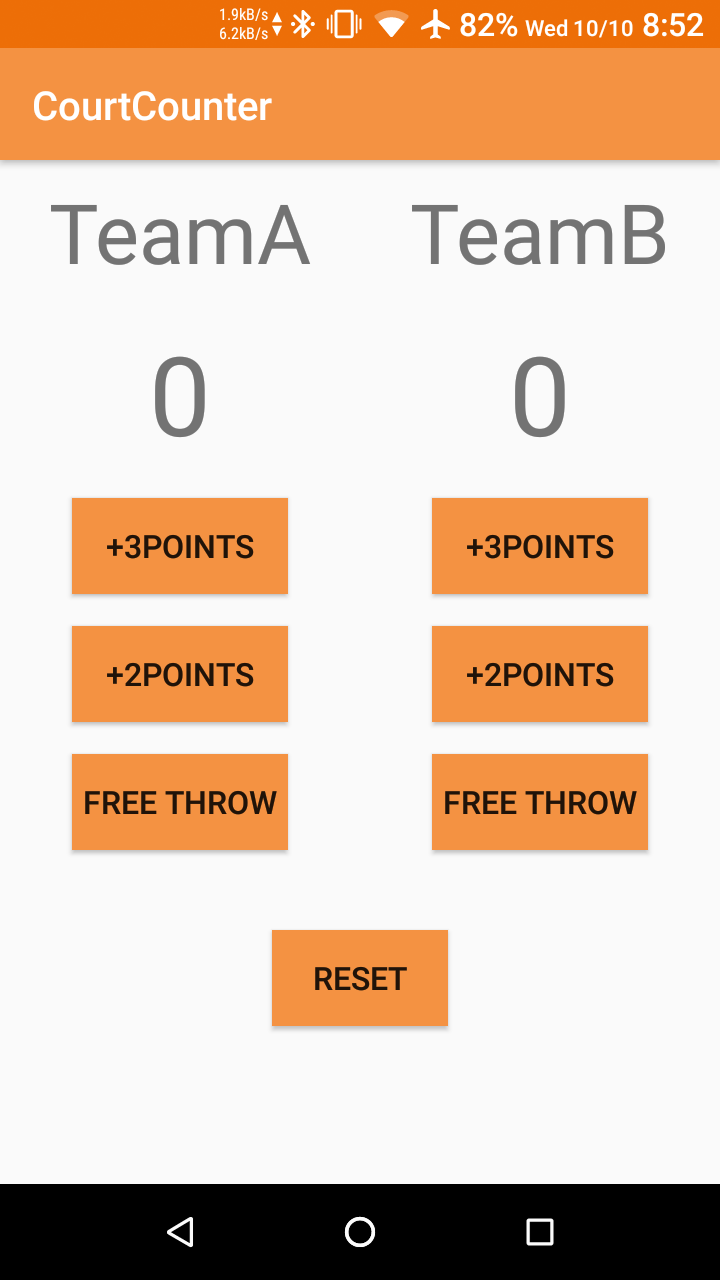 1.9kB/s
6.2kB/s
82% Wed 10/10 8:52
CourtCounter
TeamA TeamB
0 0
+3POINTS +3POINTS
+2POINTS +2POINTS
FREE THROW FREE THROW
RESET